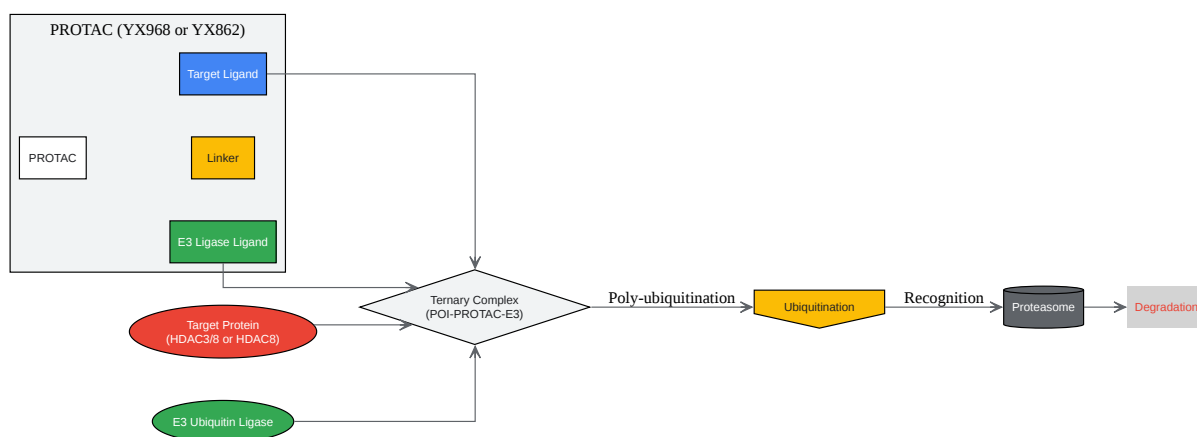 PROTAC (YX968 or YX862)
Target Ligand
PROTAC
Linker
E3 Ligase Ligand
Target Protein
(HDAC3/8 or HDAC8)
E3 Ubiquitin Ligase
Ternary Complex
(POI-PROTAC-E3)
Poly-ubiquitination
Ubiquitination
Recognition
Proteasome
Degradation